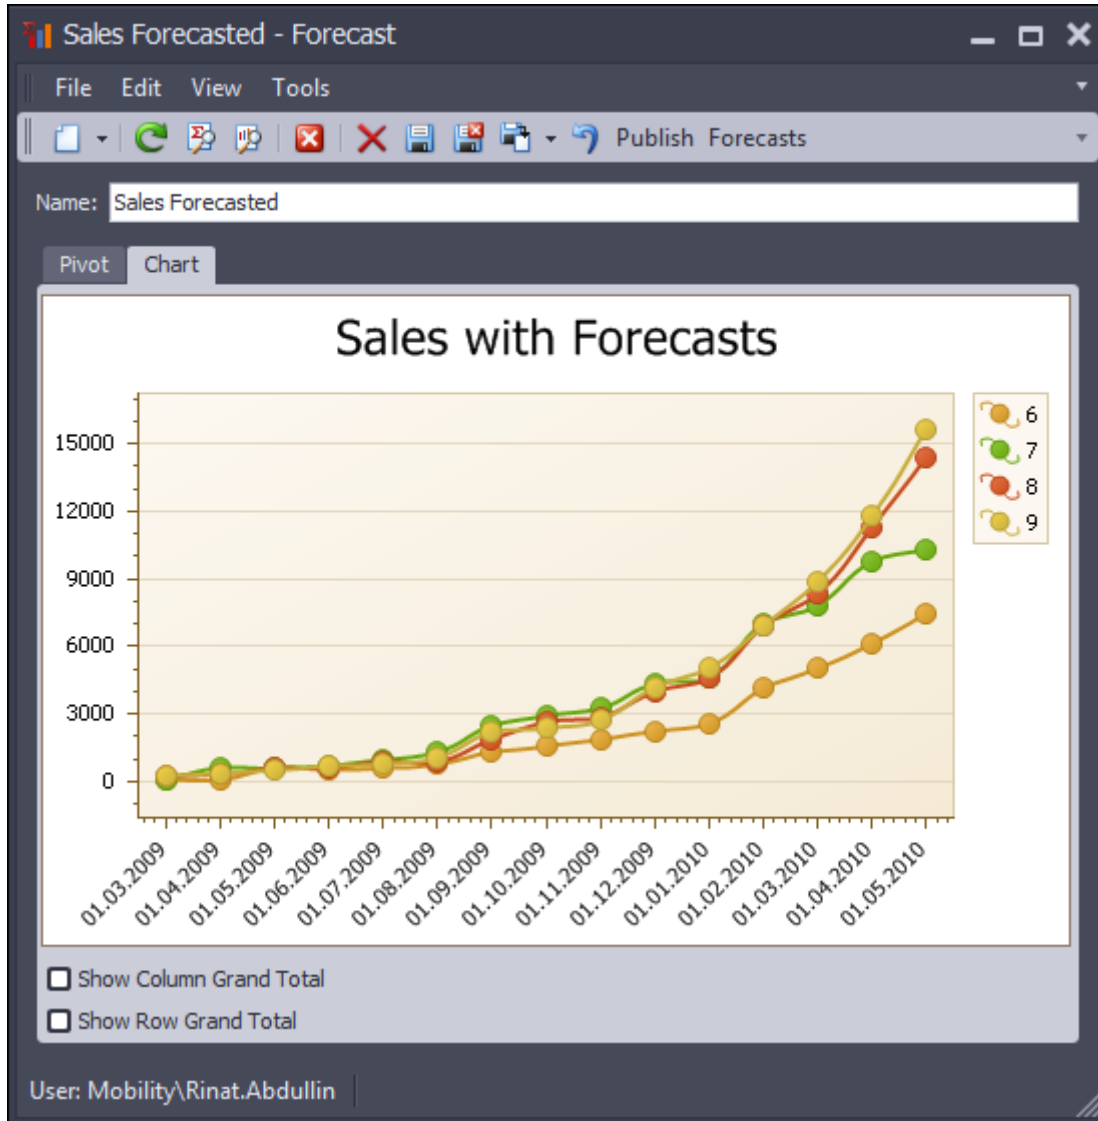 Sales Forecasted - Forecast
File Edit View Tools
Publish Forecasts
Name: Sales Forecasted
Pivot Chart
Sales with Forecasts
15000
12000
9000
6000
3000
0
6
7
8
9
01.03.2009 01.04.2009 01.05.2009 01.06.2009 01.07.2009 01.08.2009 01.09.2009 01.10.2009 01.11.2009 01.12.2009 01.01.2010 01.02.2010 01.03.2010 01.04.2010 01.05.2010
Show Column Grand Total
Show Row Grand Total
User: Mobility\Rinat.Abdullin